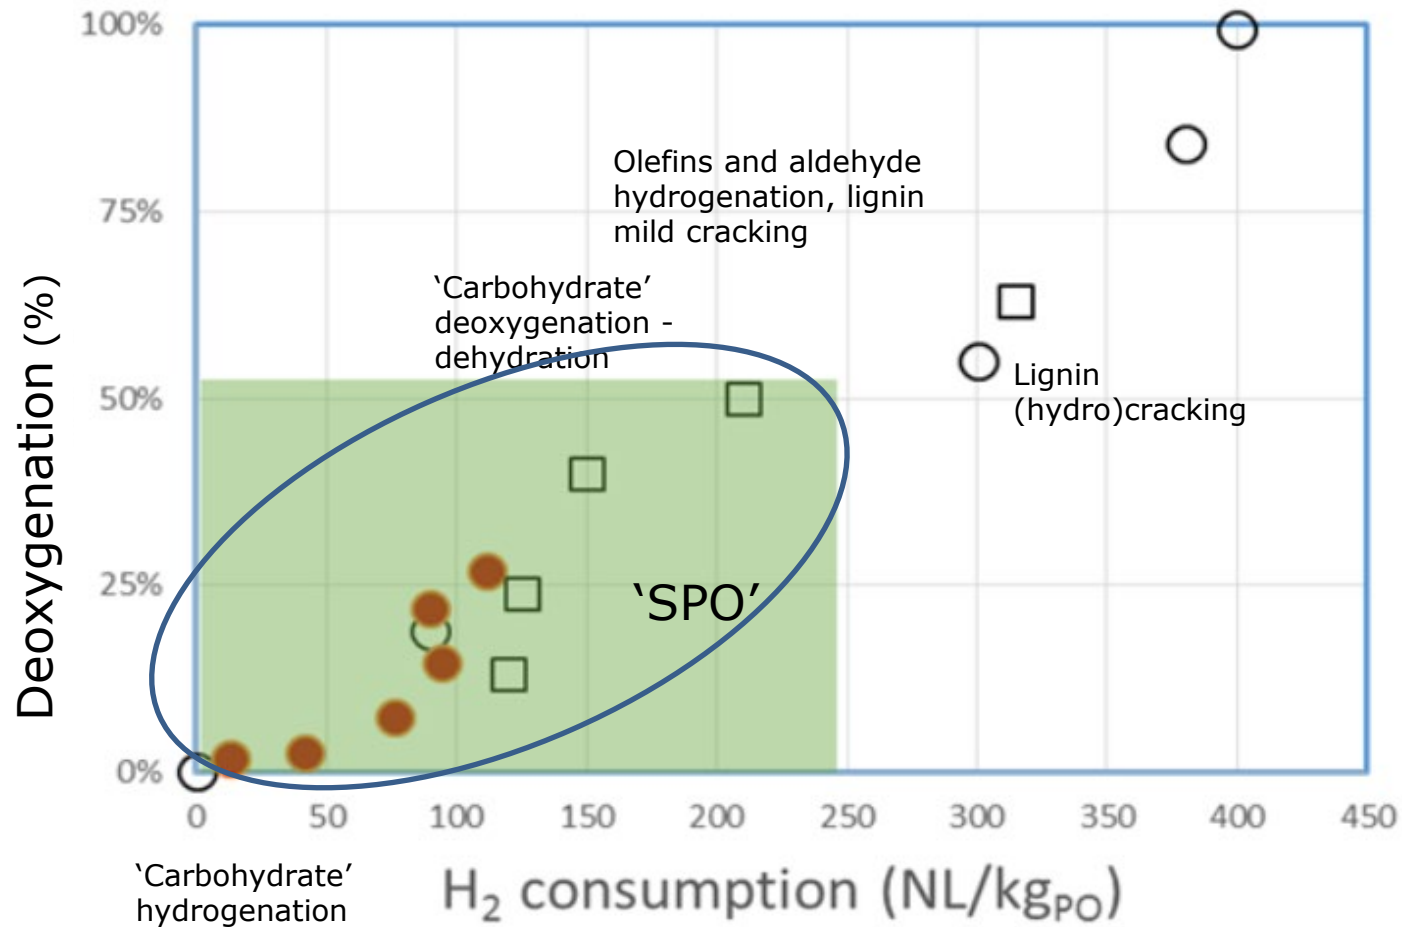 100%
75%
50%
25%
0%
Deoxygenation (%)
Olefins and aldehyde
hydrogenation, lignin
mild cracking
‘Carbohydrate’
deoxygenation -
dehydration
Lignin
(hydro)cracking
‘SPO’
0 50 100 150 200 250 300 350 400 450
‘Carbohydrate’
hydrogenation
H₂ consumption (NL/kg_PO)